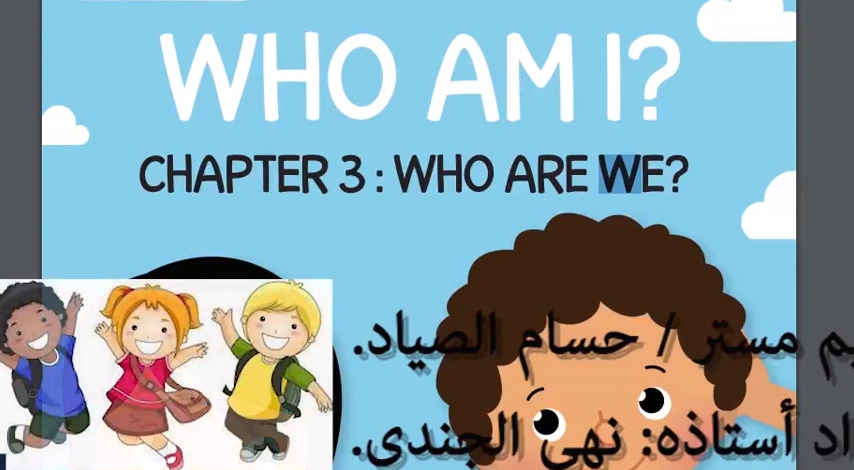 WHO AM I?
CHAPTER 3 : WHO ARE WE?
مستر / حسام الصياد.
أستاذه: نهى الجندى.